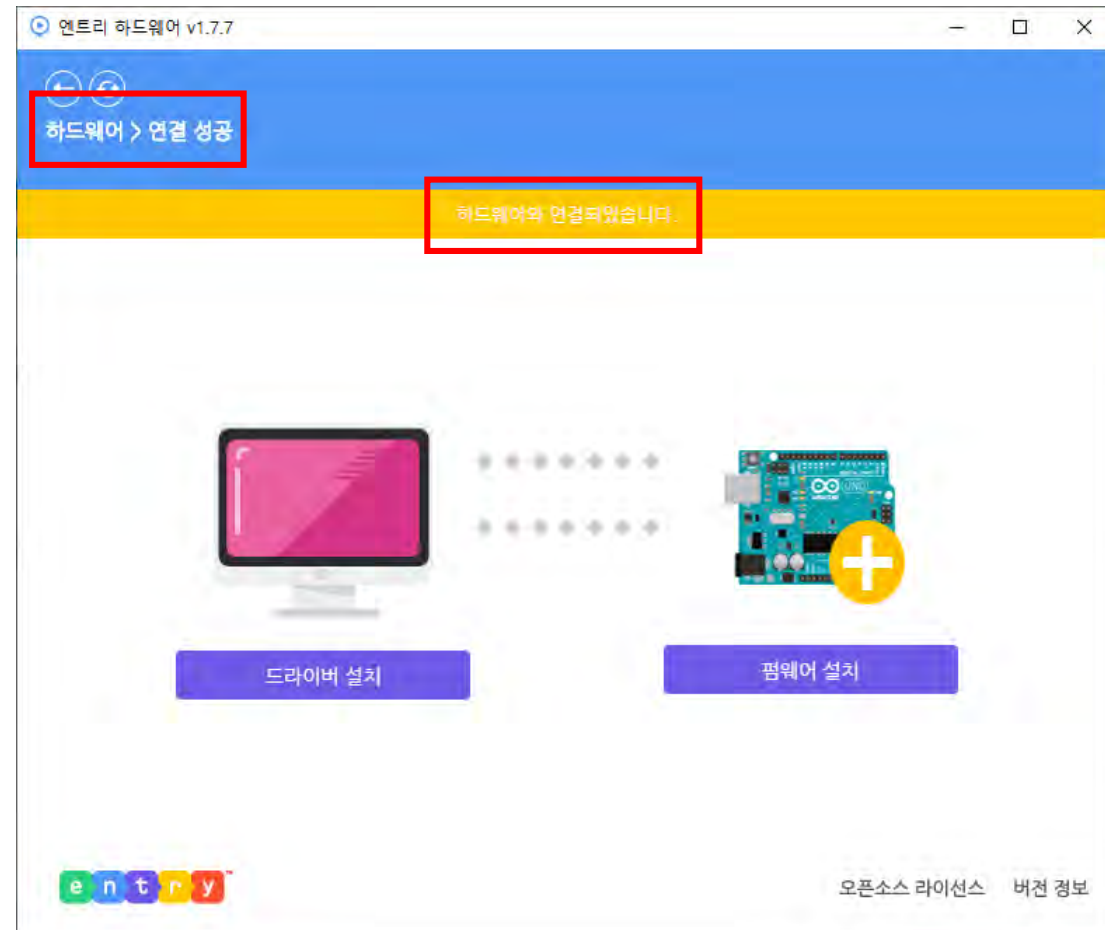 엔트리 하드웨어 v1.7.7
하드웨어 > 연결 성공
하드웨어와 연결되었습니다.
UNO
드라이버 설치
펌웨어 설치
entry
오픈소스 라이선스 버전 정보